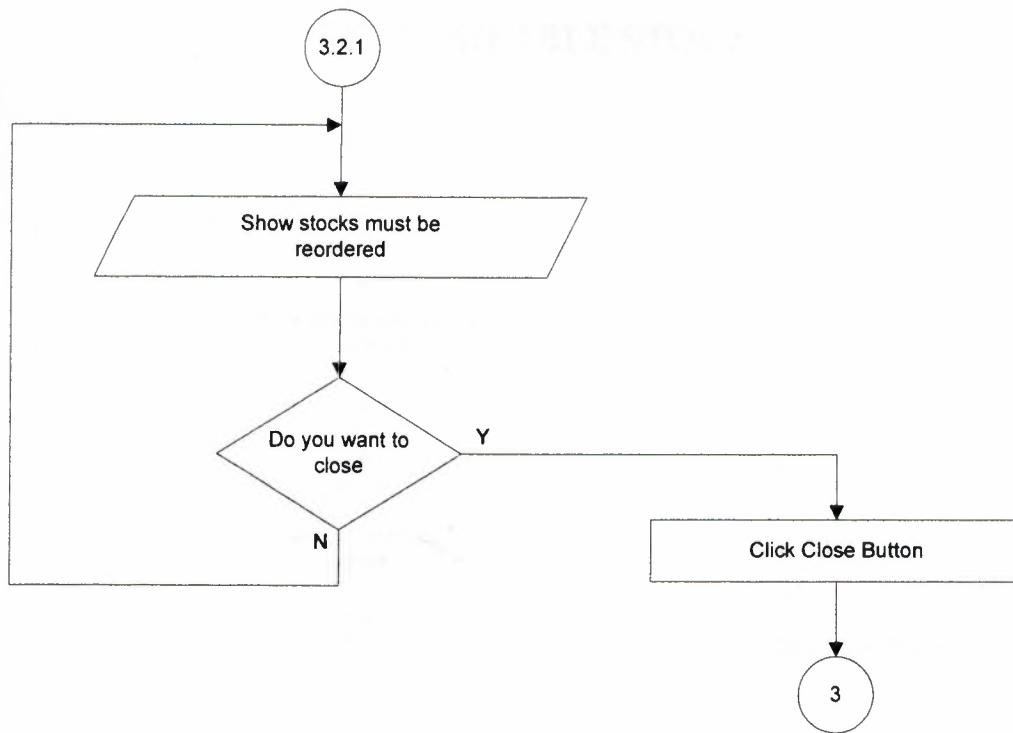 3.2.1
Show stocks must be
reordered
Do you want to
close
Y
N
Click Close Button
3